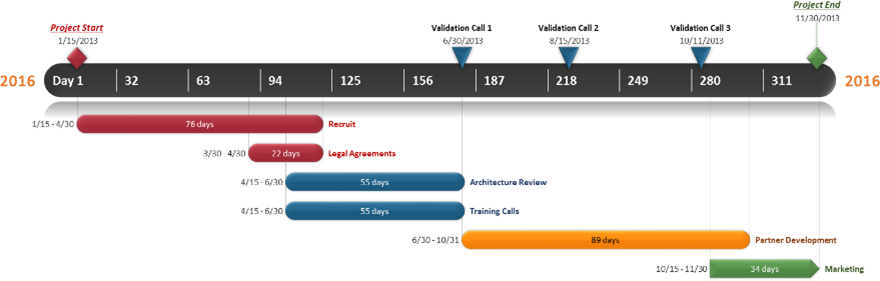 Project Start
1/15/2013
Validation Call 1
6/30/2013
Validation Call 2
8/15/2013
Validation Call 3
10/11/2013
Project End
11/30/2013
2016
Day 1
32
63
94
125
156
187
218
249
280
311
2016
1/15 - 4/30
76 days
Recruit
3/30 - 4/30
22 days
Legal Agreements
4/15 - 6/30
55 days
Architecture Review
4/15 - 6/30
55 days
Training Calls
6/30 - 10/31
89 days
Partner Development
10/15 - 11/30
34 days
Marketing